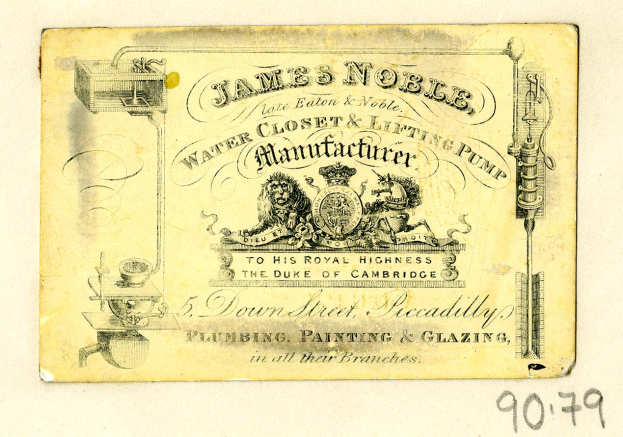 JAMES NOBLE,
late Eaton & Noble.
WATER CLOSET & LIFTING PUMP
Manufacturer
DIEU ET MON DROIT
TO HIS ROYAL HIGHNESS
THE DUKE OF CAMBRIDGE
5, Down Street, Piccadilly,
PLUMBING, PAINTING & GLAZING,
in all their Branches.
90.79